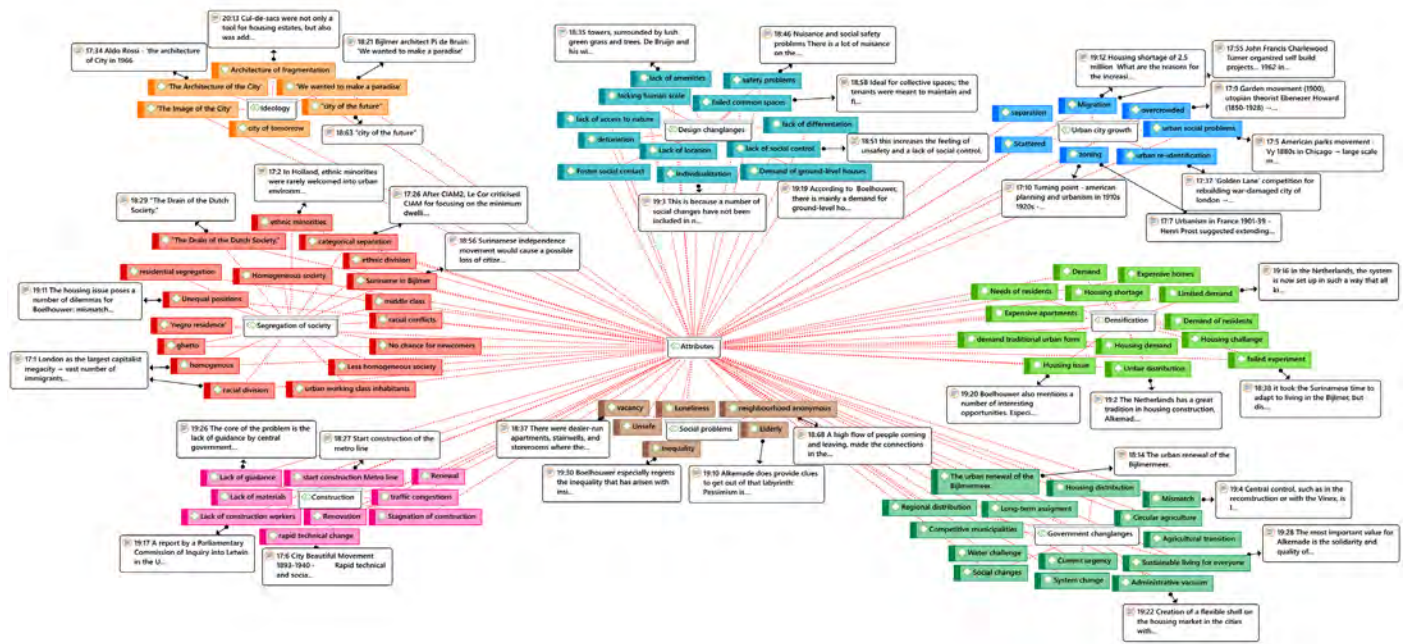 20:13 Cul-de-sacs were not only a
tool for housing estates, but also
was add...
17:34 Aldo Rossi - 'the architecture
of City in 1966
18:21 Bijlmer architect Pi de Bruin:
'We wanted to make a paradise'
Architecture of fragmentation
'The Architecture of the City'
'We wanted to make a paradise'
'The Image of the City'
Ideology
"city of the future"
city of tomorrow
18:63 "city of the future"
18:35 towers, surrounded by lush
green grass and trees. De Bruijn and
his wi...
18:46 Nuisance and social safety
problems There is a lot of nuisance
on the...
lack of amenities
safety problems
lacking human scale
failed common spaces
18:58 Ideal for collective spaces; the
tenants were meant to maintain and
fi...
lack of access to nature
lack of differentation
Design changlanges
deturioation
Lack of location
lack of social control
18:51 this increases the feeling of
unsafety and a lack of social control.
Foster social contact
individualization
Demand of ground-level houses
19:3 This is because a number of
social changes have not been
included in n...
19:19 According to Boelhouwer,
there is mainly a demand for
ground-level ho...
19:12 Housing shortage of 2.5
million What are the reasons for
the increasi...
17:55 John Francis Charlewood
Turner organized self build
projects... 1962 in...
17:9 Garden movement (1900),
utopian theorist Ebenezer Howard
(1850-1928) →...
separation
Migration
overcrowded
Urban city growth
urban social problems
Scattered
zoning
urban re-identification
17:5 American parks movement
Vy 1880s in Chicago → large scale
m...
17:10 Turning point - american
planning and urbanism in 1910s
1920s -...
17:37 'Golden Lane' competition for
rebuilding war-damaged city of
london →...
17:7 Urbanism in France 1901-39 -
Henri Prost suggested extending...
17:2 In Holland, ethnic minorities
were rarely welcomed into urban
environm...
17:26 After CIAM2, Le Cor criticised
CIAM for focusing on the minimum
dwelli...
18:29 "The Drain of the Dutch
Society,"
ethnic minorities
"The Drain of the Dutch Society,"
categorical separation
18:56 Surinamese independence
movement would cause a possible
loss of citize...
ethnic division
residential segregation
Homogeneous society
Suriname in Bijlmer
19:11 The housing issue poses a
number of dilemmas for
Boelhouwer: mismatch...
Unequal positions
middle class
'Negro residence'
Segregation of society
racial conflicts
ghetto
No chance for newcomers
17:1 London as the largest capitalist
megacity → vast number of
immigrants...
homogenous
Less homogeneous society
racial division
urban working class inhabitants
Attributes
Demand
Expensive homes
19:16 In the Netherlands, the system
is now set up in such a way that all
ki...
Needs of residents
Housing shortage
Limited demand
Expensive apartments
Densification
Demand of residents
demand traditional urban form
Housing demand
Housing challange
Housing issue
Unfair distribution
failed experiment
19:20 Boelhouwer also mentions a
number of interesting
opportunities. Especi...
19:2 The Netherlands has a great
tradition in housing construction,
Alkemad...
18:38 it took the Surinamese time to
adapt to living in the Bijlmer, but
dis...
vacancy
Loneliness
neighbourhood anonymous
18:37 There were dealer-run
apartments, stairwells, and
storerooms where the...
Unsafe
Social problems
Elderly
18:68 A high flow of people coming
and leaving, made the connections
in the...
Inequality
19:30 Boelhouwer especially regrets
the inequality that has arisen with
insi...
19:10 Alkemade does provide clues
to get out of that labyrinth:
Pessimism is...
19:26 The core of the problem is the
lack of guidance by central
government...
18:27 Start construction of the
metro line
Lack of guidance
start construction Metro line
Renewal
Lack of materials
Construction
traffic congestions
Lack of construction workers
Renovation
Stagnation of construction
19:17 A report by a Parliamentary
Commission of Inquiry into Letwin
in the U...
rapid technical change
17:6 City Beautiful Movement
1893-1940 - Rapid technical
and socia...
18:14 The urban renewal of the
Bijlmermeer.
The urban renewal of the
Bijlmermeer.
Housing distribution
Mismatch
19:4 Central control, such as in the
reconstruction or with the Vinex, is
l...
Regional distribution
Long-term assigment
Circular agriculture
Competitive municipalities
Government changlanges
Agricultural transition
19:28 The most important value for
Alkemade is the solidarity and
quality of...
Water challenge
Current urgency
Sustainable living for everyone
Social changes
System change
Administrative vacuum
19:22 Creation of a flexible shell on
the housing market in the cities
with...